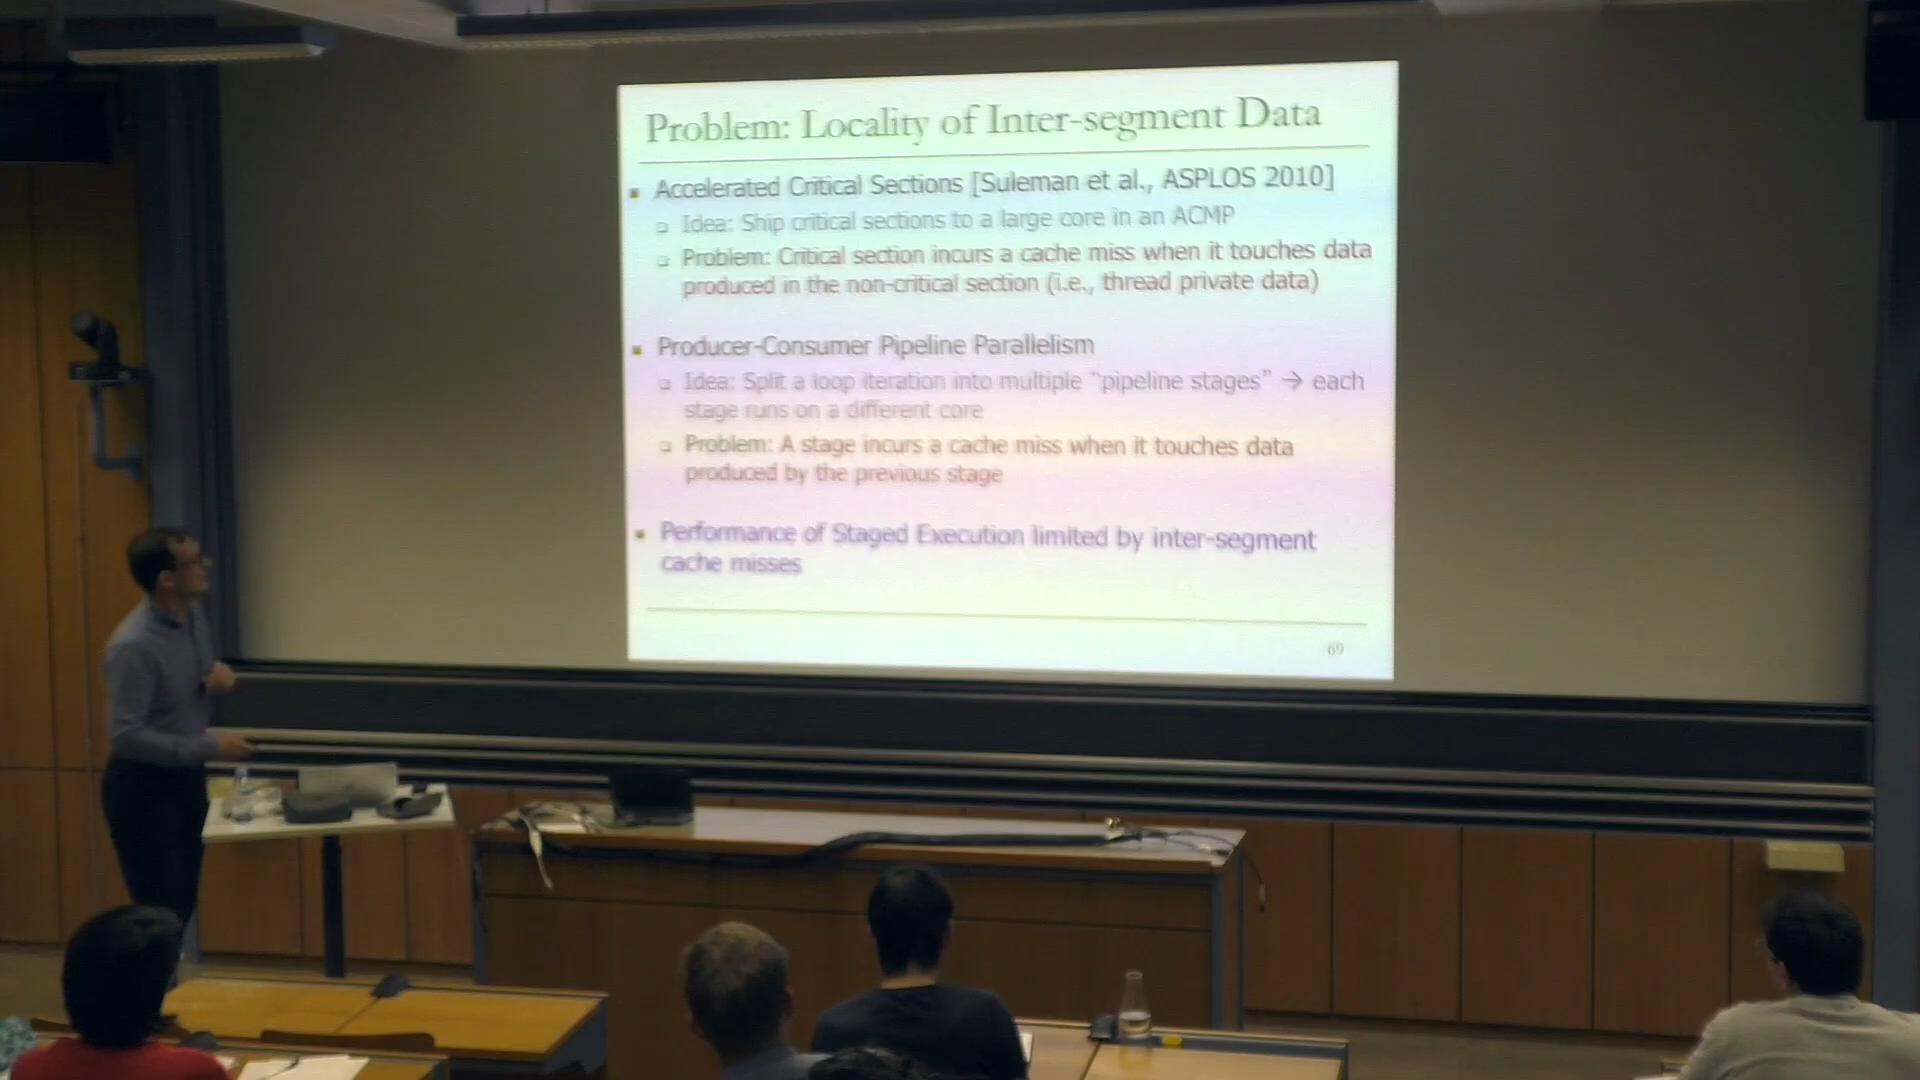 Problem: Locality of Inter-segment Data
Accelerated Critical Sections [Suleman et al., ASPLOS 2010]
Idea: Ship critical sections to a large core in an ACMP
Problem: Critical section incurs a cache miss when it touches data
produced in the non-critical section (i.e., thread private data)
Producer-Consumer Pipeline Parallelism
Idea: Split a loop iteration into multiple “pipeline stages” → each
stage runs on a different core
Problem: A stage incurs a cache miss when it touches data
produced by the previous stage
Performance of Staged Execution limited by inter-segment
cache misses
69